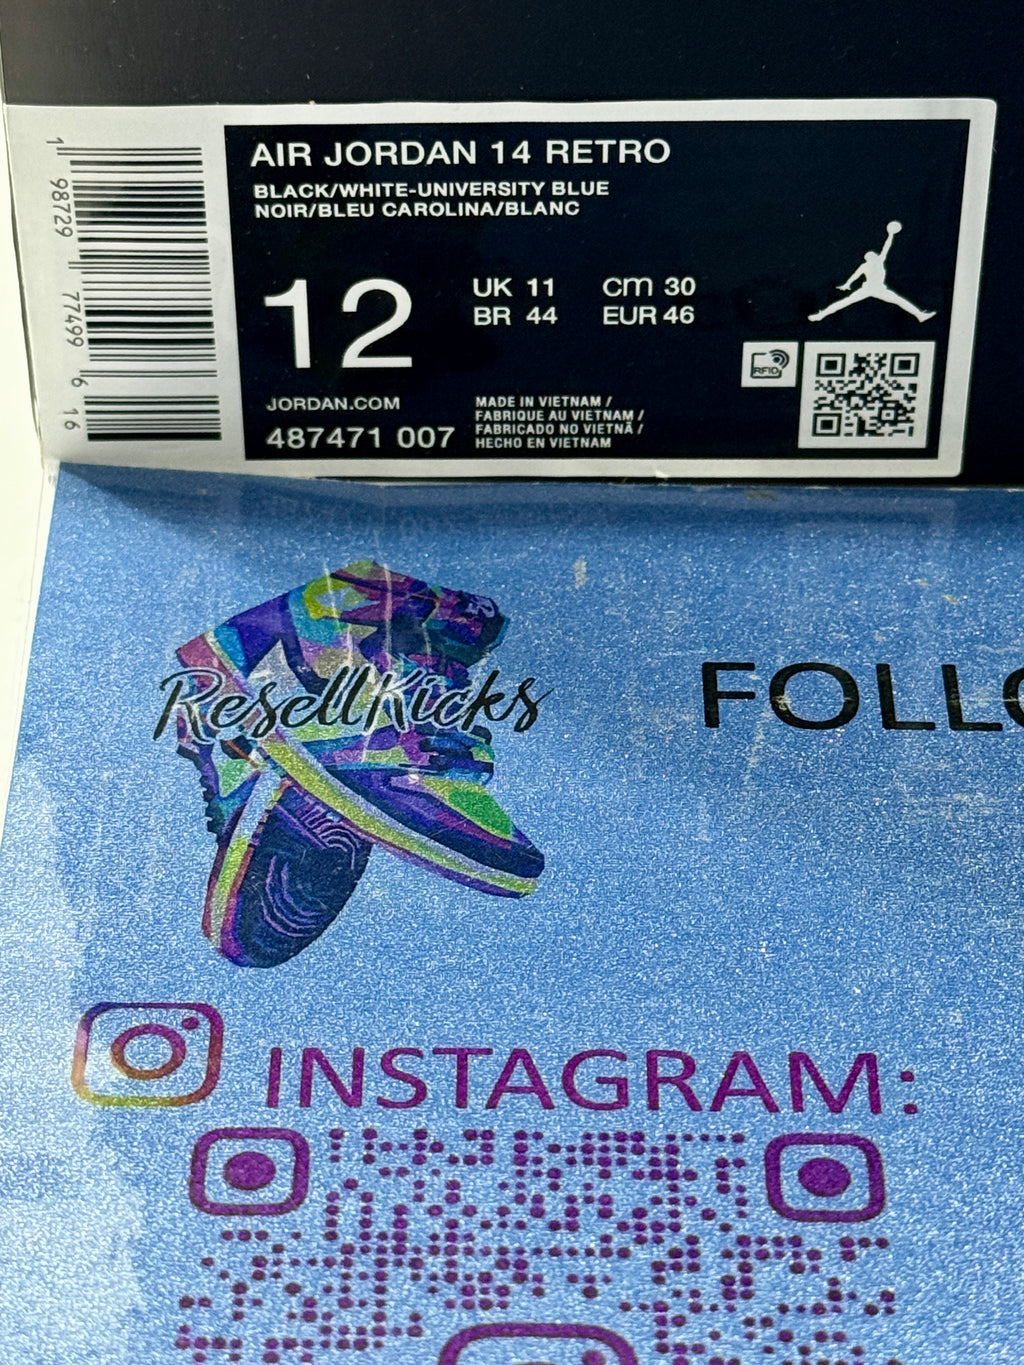 AIR JORDAN 14 RETRO
BLACK/WHITE-UNIVERSITY BLUE
NOIR/BLEU CAROLINA/BLANC
12
UK 11
BR 44
cm 30
EUR 46
RFID
JORDAN.COM
487471 007
MADE IN VIETNAM /
FABRIQUE AU VIETNAM /
FABRICADO NO VIETNÃ /
HECHO EN VIETNAM
1 98729 77499 6 16
ResellKicks
FOLLO
INSTAGRAM: